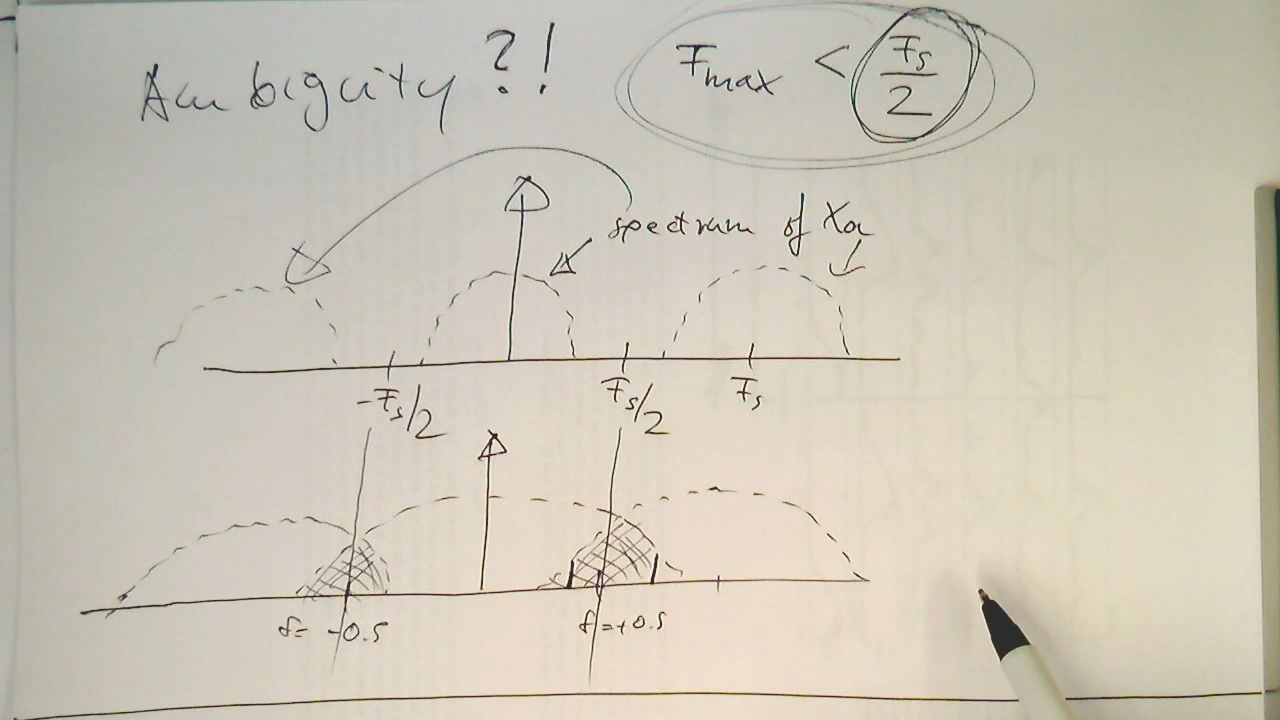 Ambiguity?!
Fmax < Fs/2
spectrum of Xa
-Fs/2
Fs/2
Fs
f= -0.5
f=+0.5